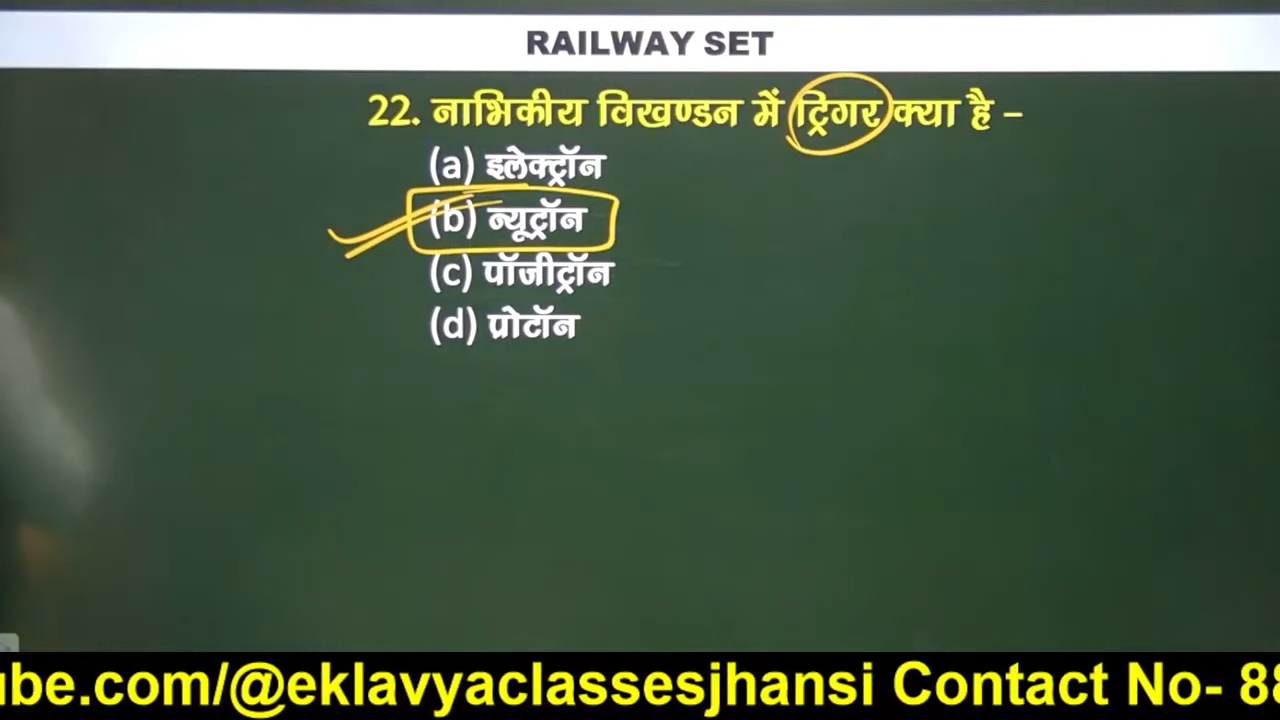 RAILWAY SET
22. नाभिकीय विखण्डन में ट्रिगर क्या है –
(a) इलेक्ट्रॉन
(b) न्यूट्रॉन
(c) पॉजीट्रॉन
(d) प्रोटॉन
ube.com/@eklavyaclassesjhansi Contact No- 88